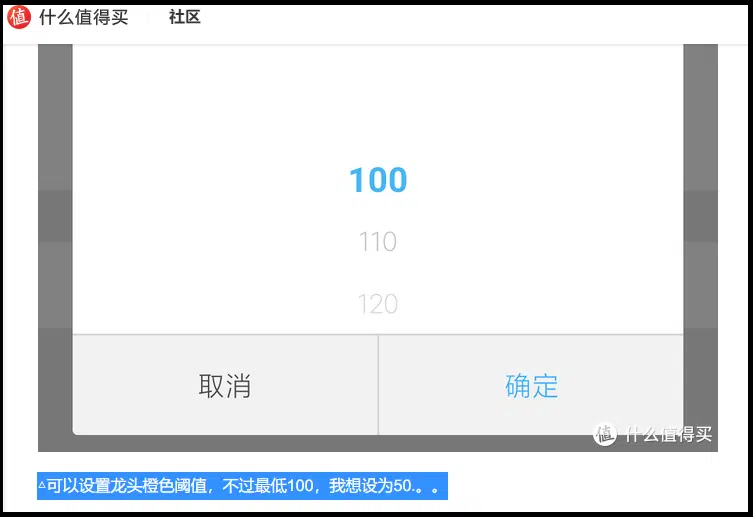 值 什么值得买 社区
100
110
120
取消 确定
值 什么值得买
△可以设置龙头橙色阈值，不过最低100，我想设为50.。。